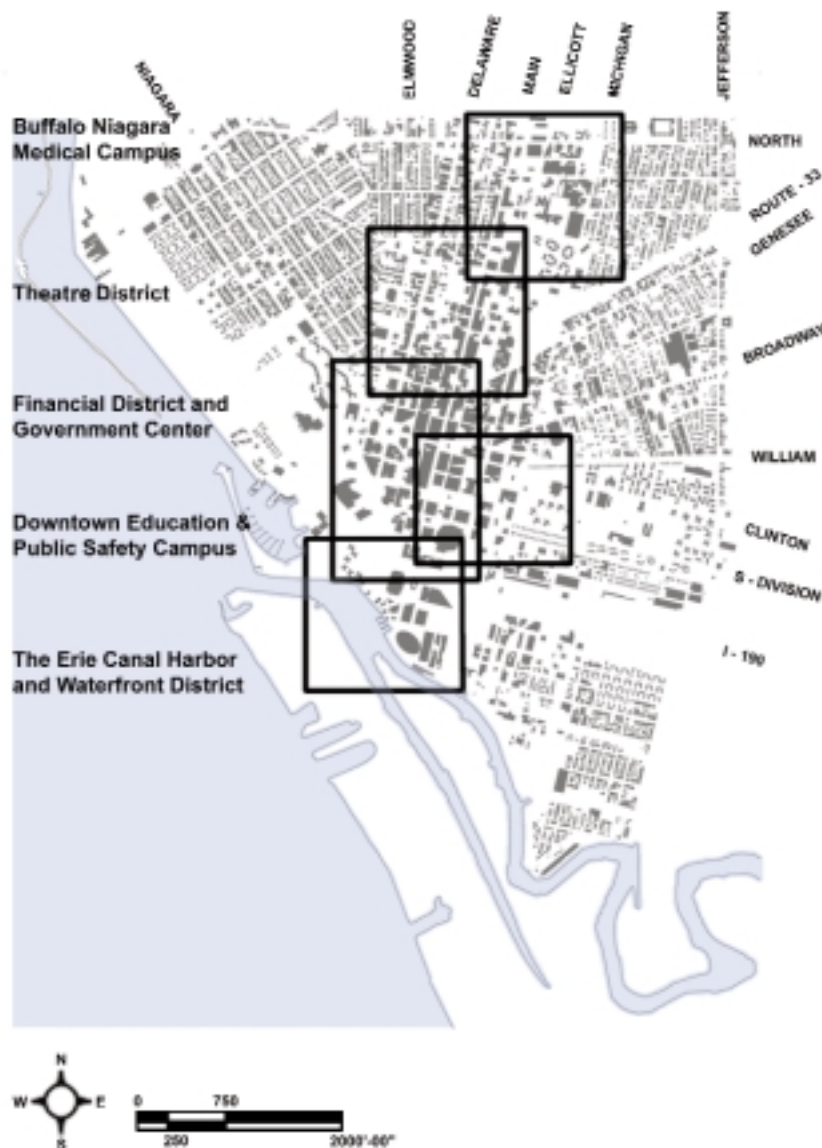 NIAGARA
ELMWOOD
DELAWARE
MAIN
ELLICOTT
MICHIGAN
JEFFERSON
Buffalo Niagara
Medical Campus
NORTH
ROUTE - 33
GENESEE
Theatre District
BROADWAY
Financial District and
Government Center
WILLIAM
Downtown Education &
Public Safety Campus
CLINTON
S - DIVISION
The Erie Canal Harbor
and Waterfront District
I - 190
N
W E
S
0 750
250 2000'-00"